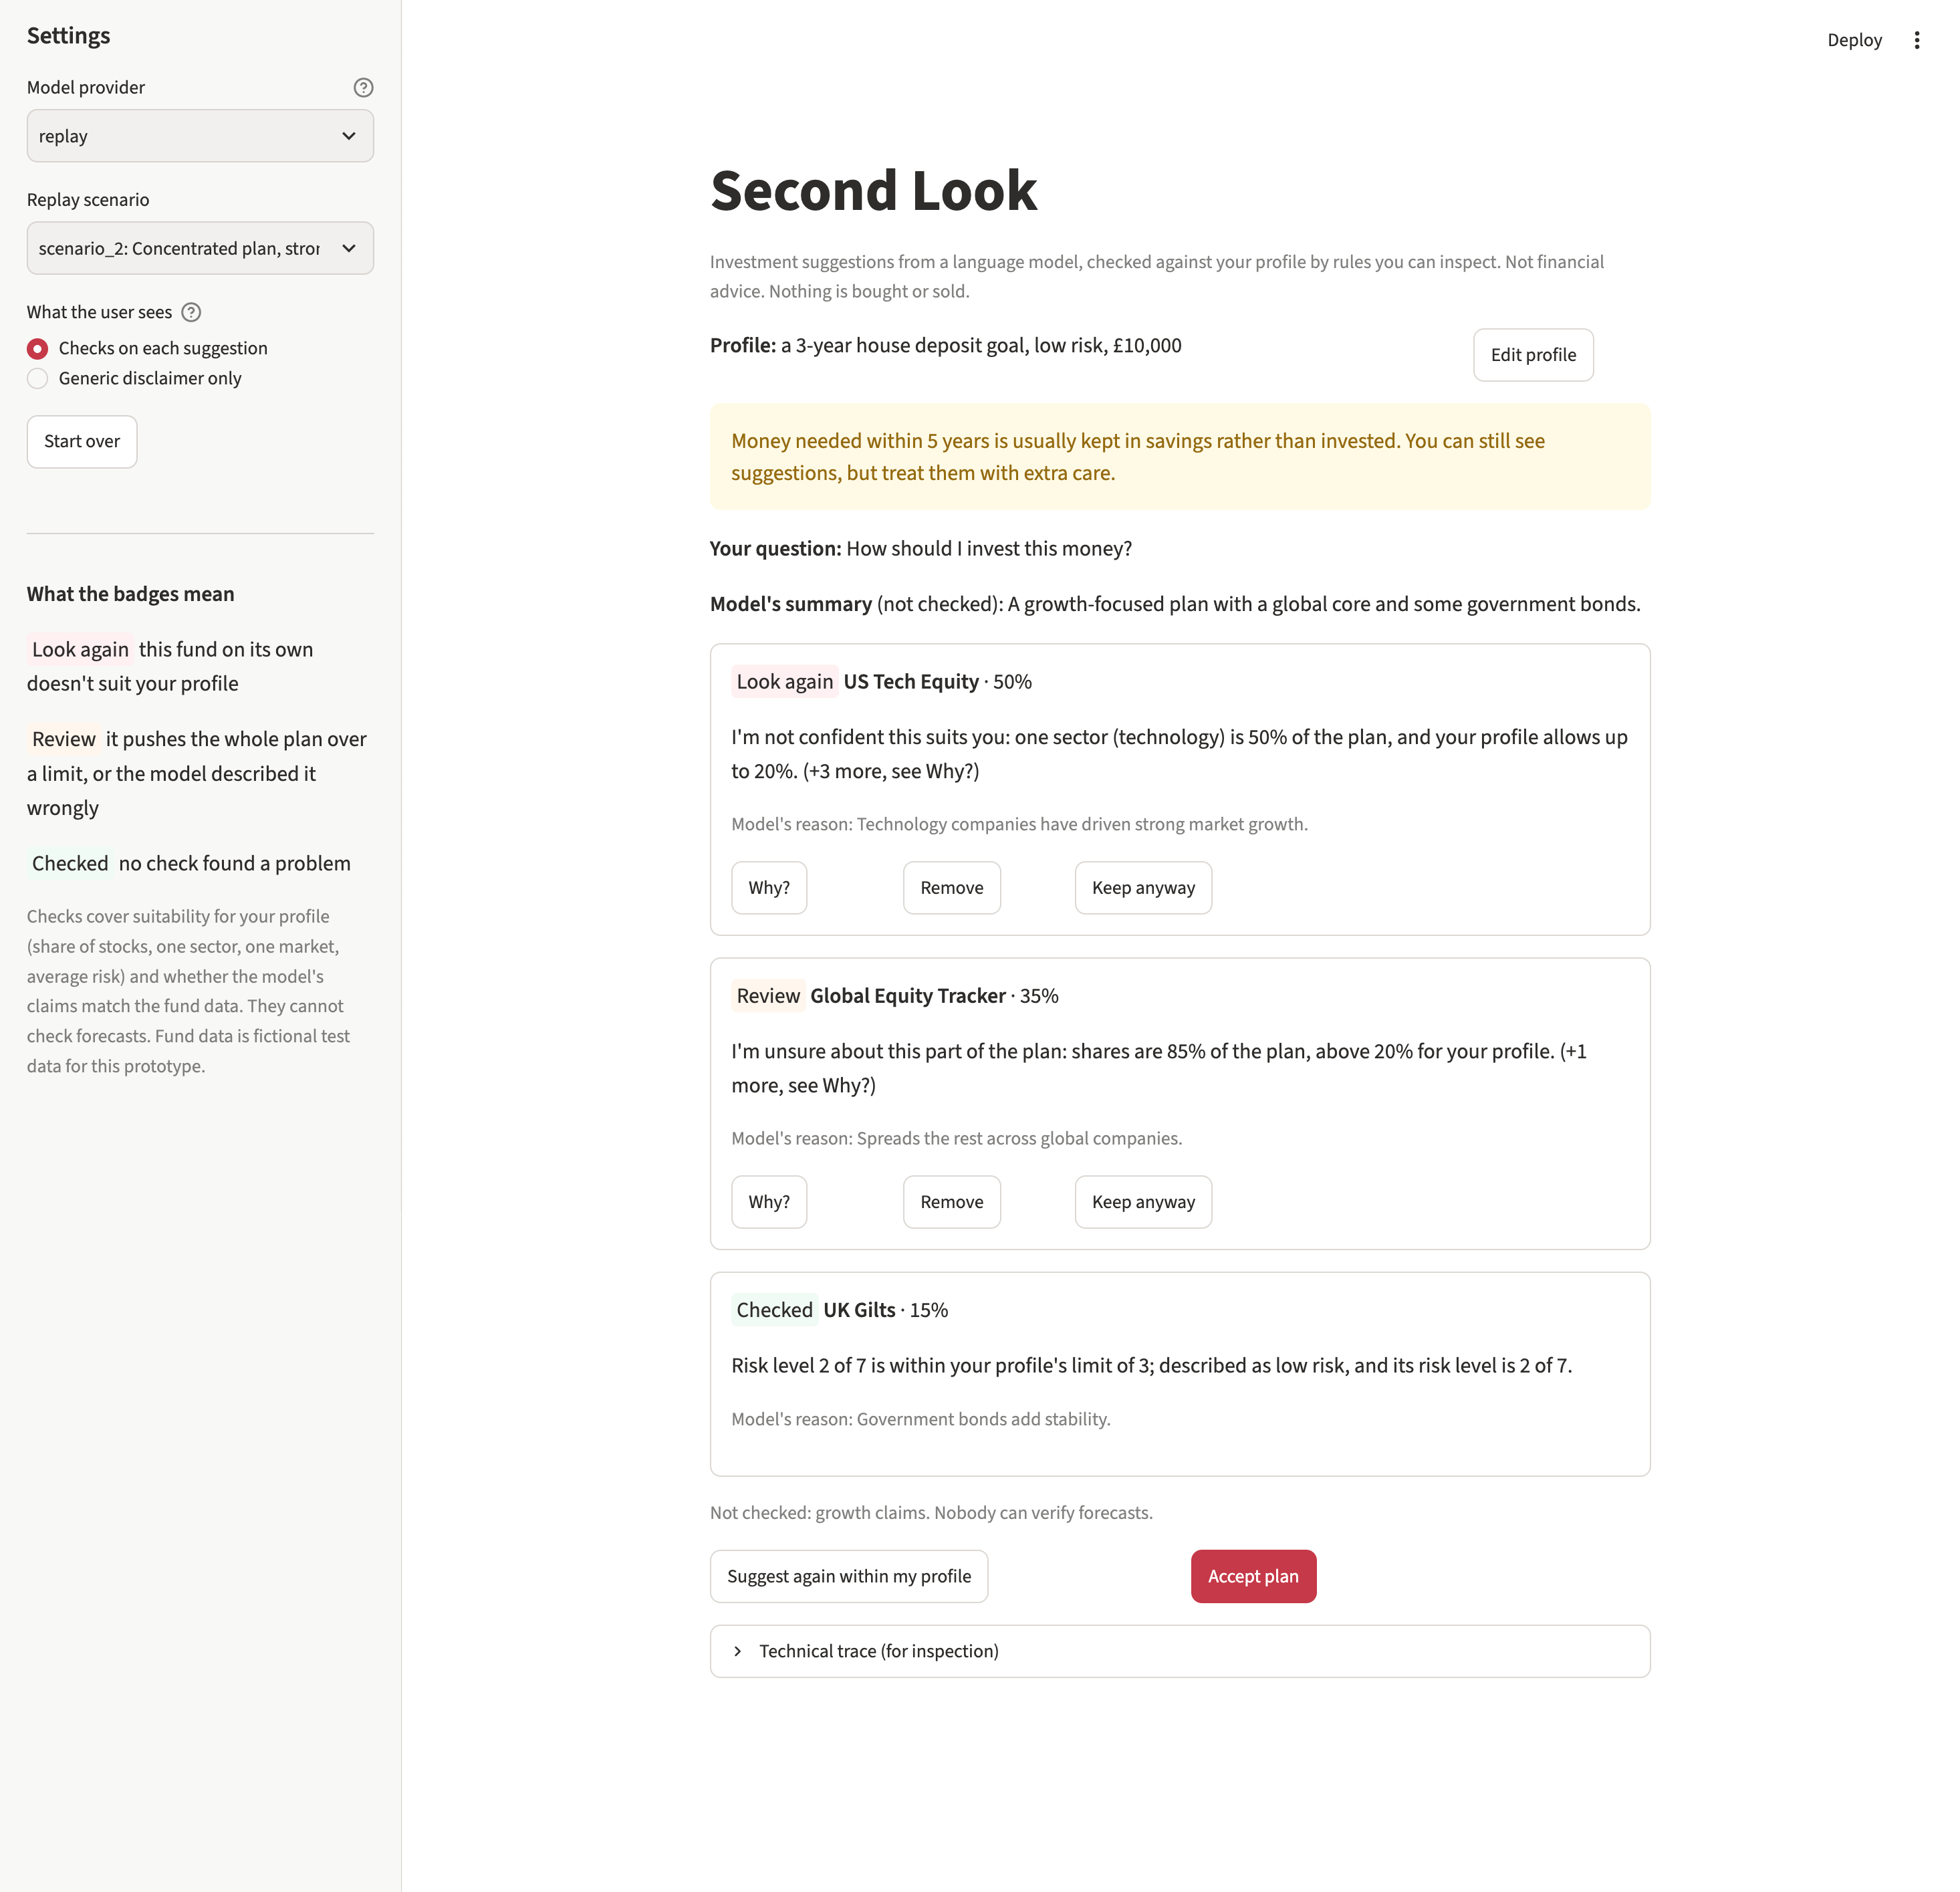 Settings
Model provider
replay
Replay scenario
scenario_2: Concentrated plan, stror
What the user sees
Checks on each suggestion
Generic disclaimer only
Start over
What the badges mean
Look again this fund on its own
doesn't suit your profile
Review it pushes the whole plan over
a limit, or the model described it
wrongly
Checked no check found a problem
Checks cover suitability for your profile
(share of stocks, one sector, one market,
average risk) and whether the model's
claims match the fund data. They cannot
check forecasts. Fund data is fictional test
data for this prototype.
Deploy
Second Look
Investment suggestions from a language model, checked against your profile by rules you can inspect. Not financial
advice. Nothing is bought or sold.
Profile: a 3-year house deposit goal, low risk, £10,000
Edit profile
Money needed within 5 years is usually kept in savings rather than invested. You can still see
suggestions, but treat them with extra care.
Your question: How should I invest this money?
Model's summary (not checked): A growth-focused plan with a global core and some government bonds.
Look again US Tech Equity · 50%
I'm not confident this suits you: one sector (technology) is 50% of the plan, and your profile allows up
to 20%. (+3 more, see Why?)
Model's reason: Technology companies have driven strong market growth.
Why?
Remove
Keep anyway
Review Global Equity Tracker · 35%
I'm unsure about this part of the plan: shares are 85% of the plan, above 20% for your profile. (+1
more, see Why?)
Model's reason: Spreads the rest across global companies.
Why?
Remove
Keep anyway
Checked UK Gilts · 15%
Risk level 2 of 7 is within your profile's limit of 3; described as low risk, and its risk level is 2 of 7.
Model's reason: Government bonds add stability.
Not checked: growth claims. Nobody can verify forecasts.
Suggest again within my profile
Accept plan
Technical trace (for inspection)